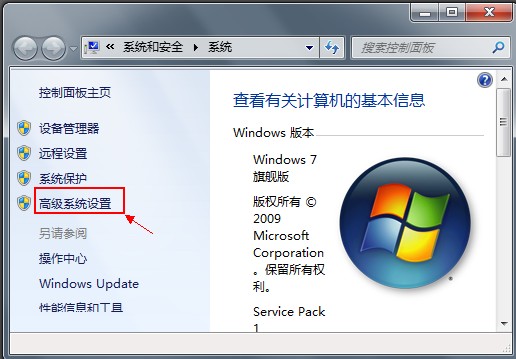 « 系统和安全 ▸ 系统
搜索控制面板
控制面板主页
设备管理器
远程设置
系统保护
高级系统设置
另请参阅
操作中心
Windows Update
性能信息和工具
查看有关计算机的基本信息
Windows 版本
Windows 7
旗舰版
版权所有 ©
2009
Microsoft
Corporation
。保留所有权
利。
Service Pack
1